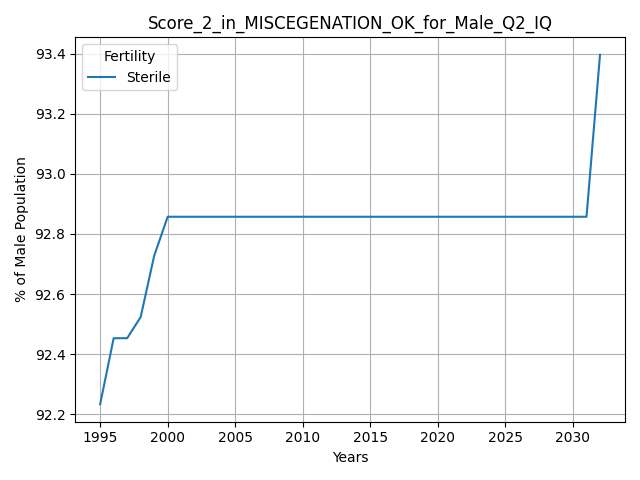 Score_2_in_MISCEGENATION_OK_for_Male_Q2_IQ
Fertility
Sterile
93.4
93.2
93.0
92.8
92.6
92.4
92.2
% of Male Population
1995 2000 2005 2010 2015 2020 2025 2030
Years